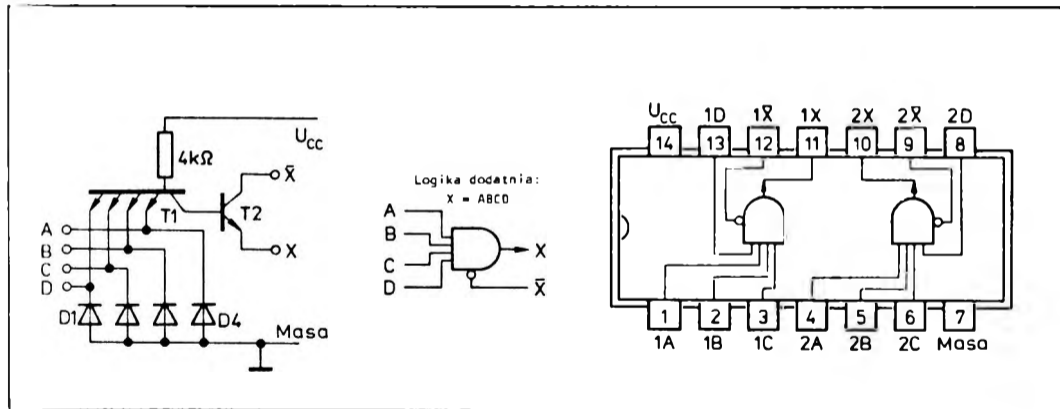 U_CC
4kΩ
X̄
T1
T2
X
A
B
C
D
D1
D4
Masa
Logika dodatnia:
X = ABCD
A
B
C
D
X
X̄
U_CC 1D 1X̄ 1X 2X 2X̄ 2D
14 13 12 11 10 9 8
1 2 3 4 5 6 7
1A 1B 1C 2A 2B 2C Masa